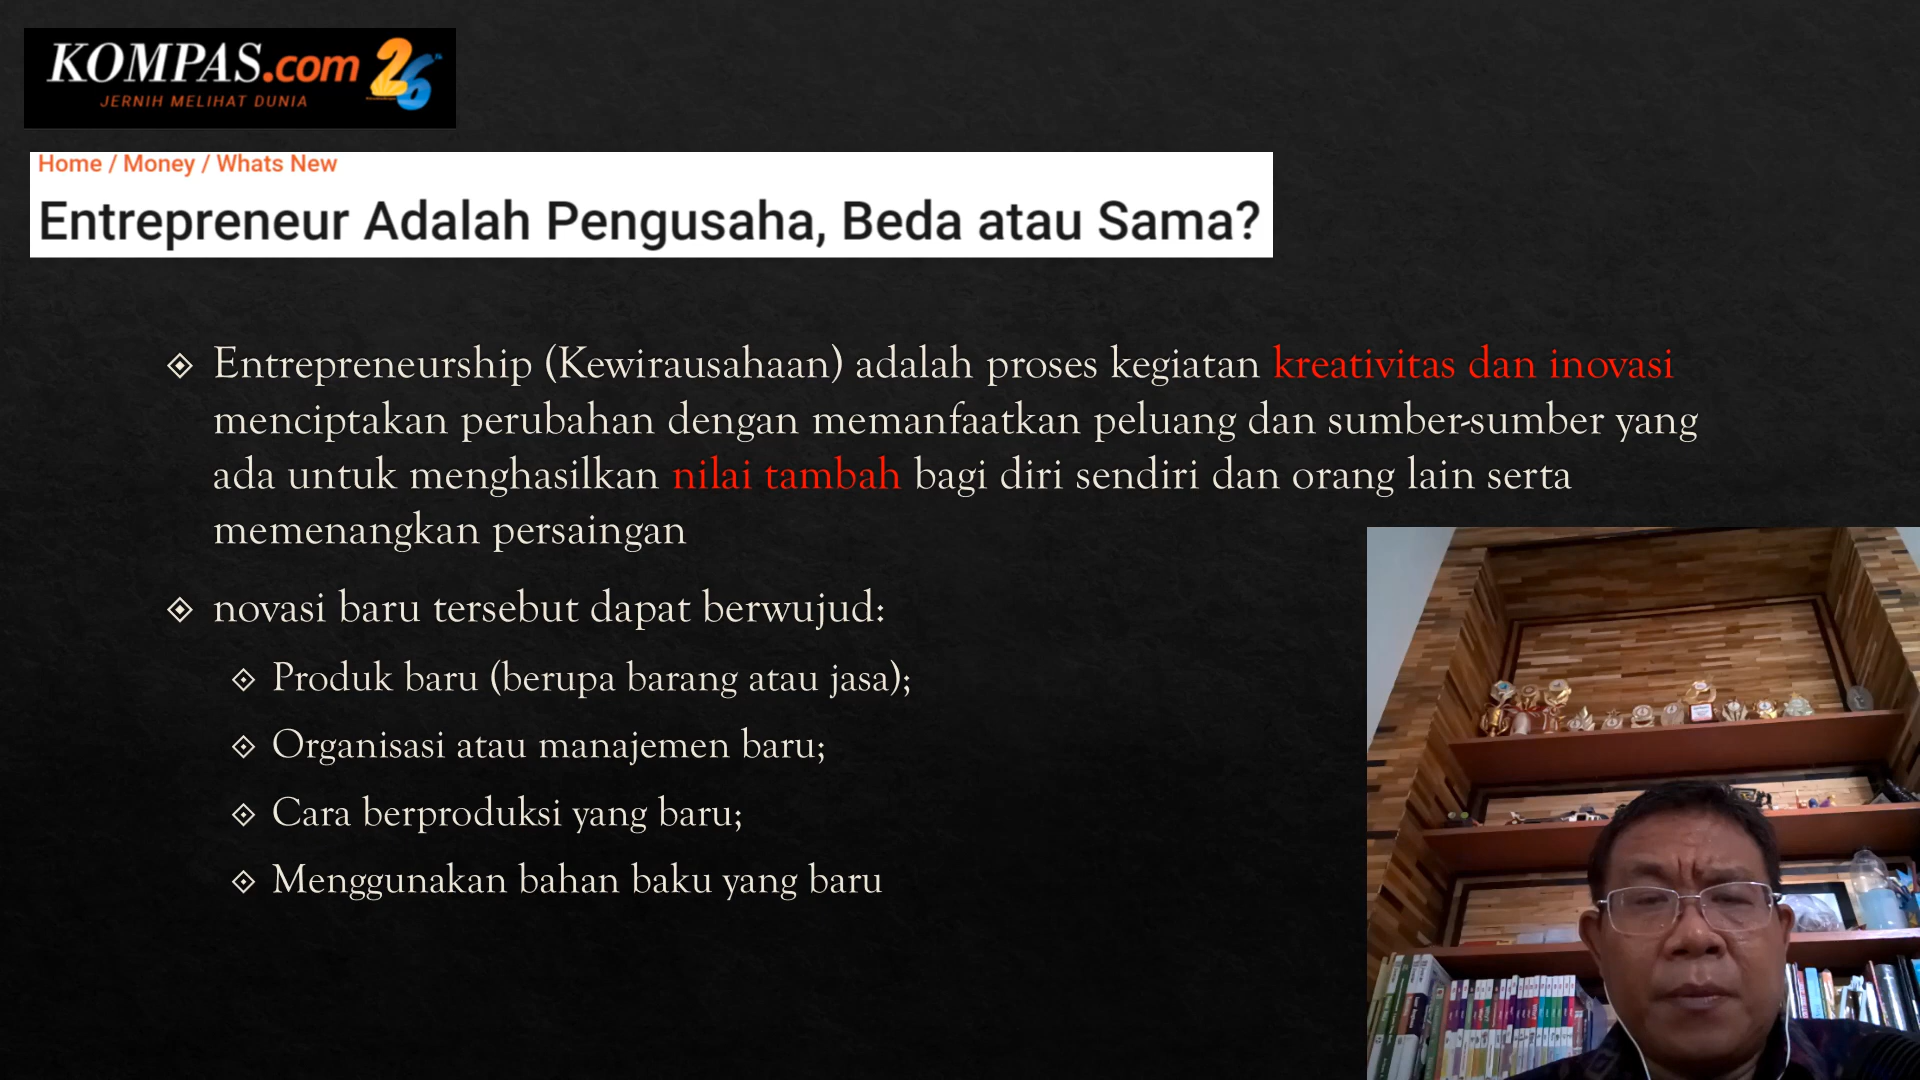 KOMPAS.com 26
JERNIH MELIHAT DUNIA
Home / Money / Whats New
Entrepreneur Adalah Pengusaha, Beda atau Sama?
Entrepreneurship (Kewirausahaan) adalah proses kegiatan kreativitas dan inovasi
menciptakan perubahan dengan memanfaatkan peluang dan sumber-sumber yang
ada untuk menghasilkan nilai tambah bagi diri sendiri dan orang lain serta
memenangkan persaingan
novasi baru tersebut dapat berwujud:
Produk baru (berupa barang atau jasa);
Organisasi atau manajemen baru;
Cara berproduksi yang baru;
Menggunakan bahan baku yang baru